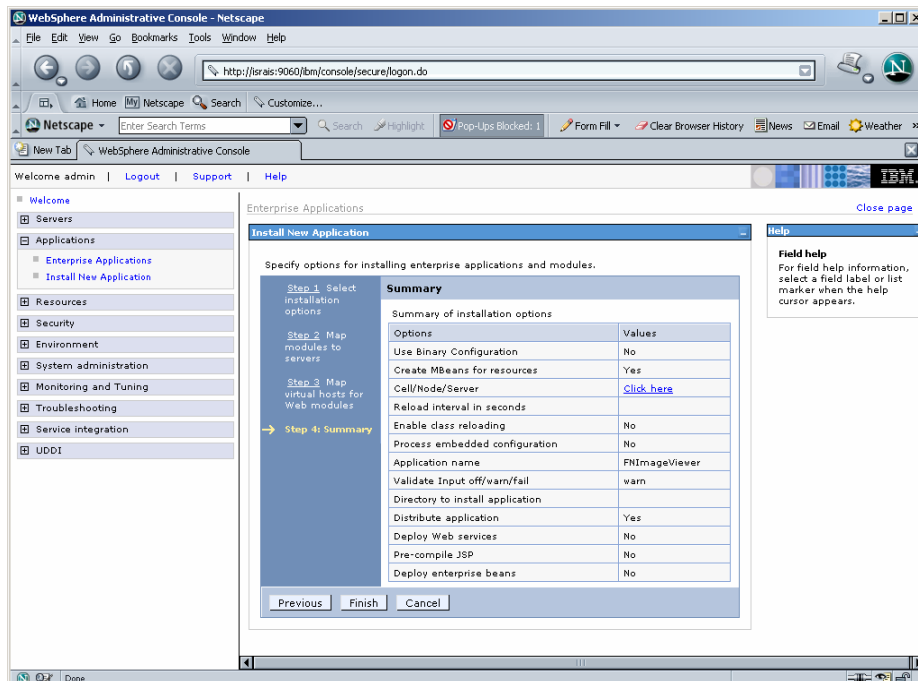 WebSphere Administrative Console - Netscape
File Edit View Go Bookmarks Tools Window Help
http://israis:9060/ibm/console/secure/logon.do
Home My Netscape Search Customize...
Netscape Enter Search Terms Search Highlight Pop-Ups Blocked: 1 Form Fill Clear Browser History News Email Weather
New Tab WebSphere Administrative Console
Welcome admin | Logout | Support | Help IBM.
Welcome
Servers
Applications
Enterprise Applications
Install New Application
Resources
Security
Environment
System administration
Monitoring and Tuning
Troubleshooting
Service integration
UDDI
Enterprise Applications Close page
Install New Application
Specify options for installing enterprise applications and modules.
Step 1 Select
installation
options
Step 2 Map
modules to
servers
Step 3 Map
virtual hosts for
Web modules
Step 4: Summary
Summary
Summary of installation options
Options Values
Use Binary Configuration No
Create MBeans for resources Yes
Cell/Node/Server Click here
Reload interval in seconds
Enable class reloading No
Process embedded configuration No
Application name FNImageViewer
Validate Input off/warn/fail warn
Directory to install application
Distribute application Yes
Deploy Web services No
Pre-compile JSP No
Deploy enterprise beans No
Previous Finish Cancel
Help
Field help
For field help information,
select a field label or list
marker when the help
cursor appears.
Done